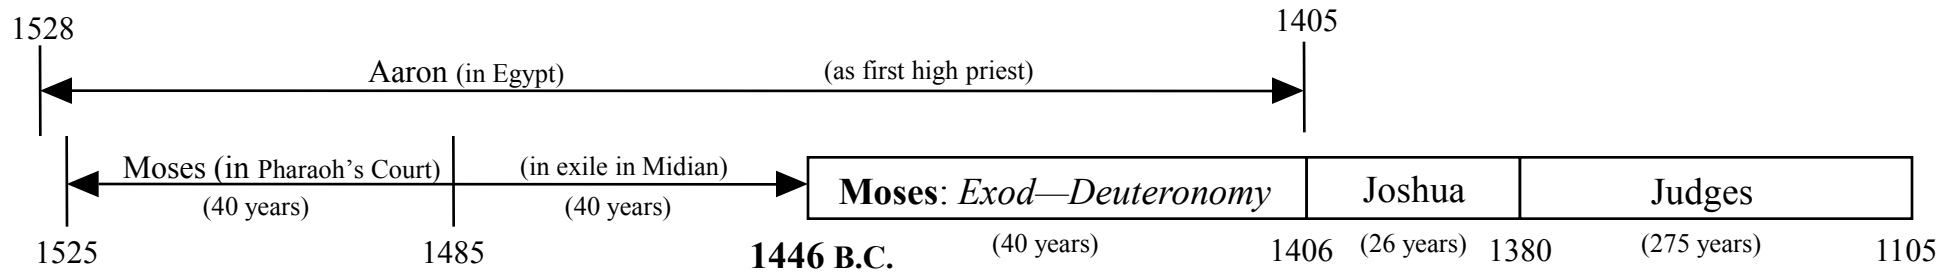 1528 1405
Aaron (in Egypt) (as first high priest)
Moses (in Pharaoh’s Court) (in exile in Midian) Moses: Exod—Deuteronomy Joshua Judges
(40 years) (40 years) (40 years) (26 years) (275 years)
1525 1485 1446 B.C. 1406 1380 1105